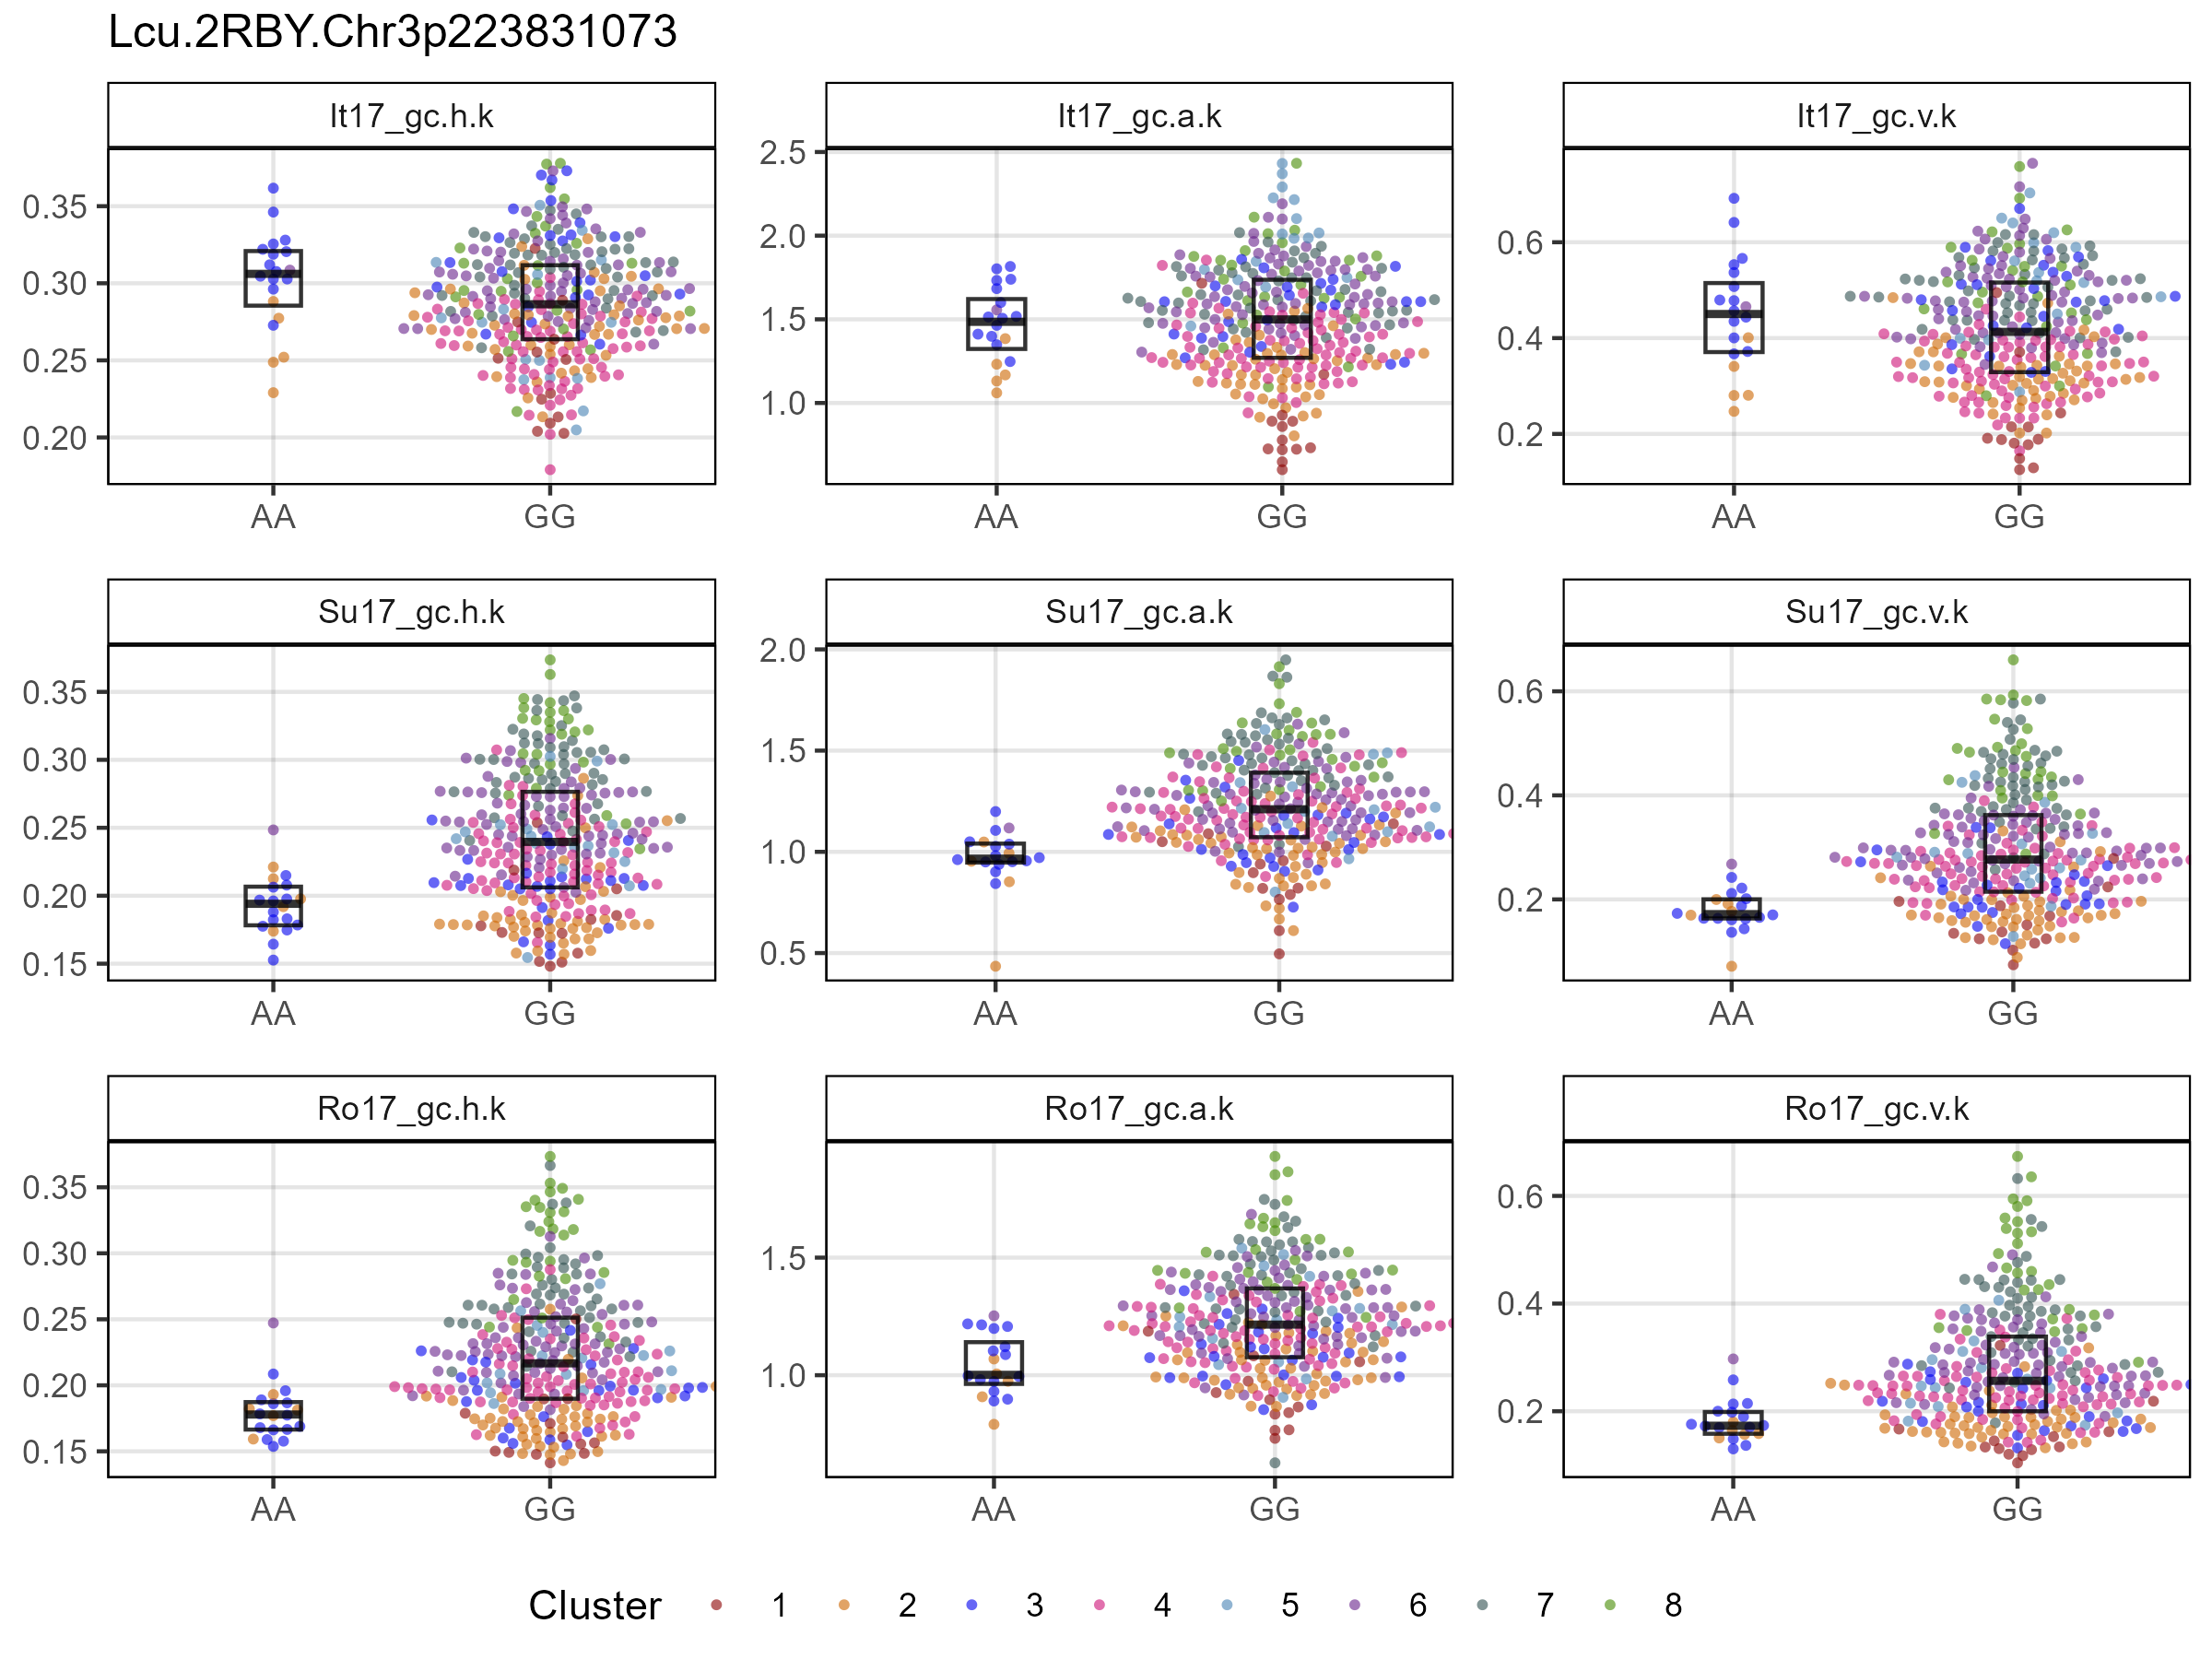 Lcu.2RBY.Chr3p223831073
It17_gc.h.k
It17_gc.a.k
It17_gc.v.k
0.35
0.30
0.25
0.20
2.5
2.0
1.5
1.0
0.6
0.4
0.2
AA GG
AA GG
AA GG
Su17_gc.h.k
Su17_gc.a.k
Su17_gc.v.k
0.35
0.30
0.25
0.20
0.15
2.0
1.5
1.0
0.5
0.6
0.4
0.2
AA GG
AA GG
AA GG
Ro17_gc.h.k
Ro17_gc.a.k
Ro17_gc.v.k
0.35
0.30
0.25
0.20
0.15
1.5
1.0
0.6
0.4
0.2
AA GG
AA GG
AA GG
Cluster 1 2 3 4 5 6 7 8